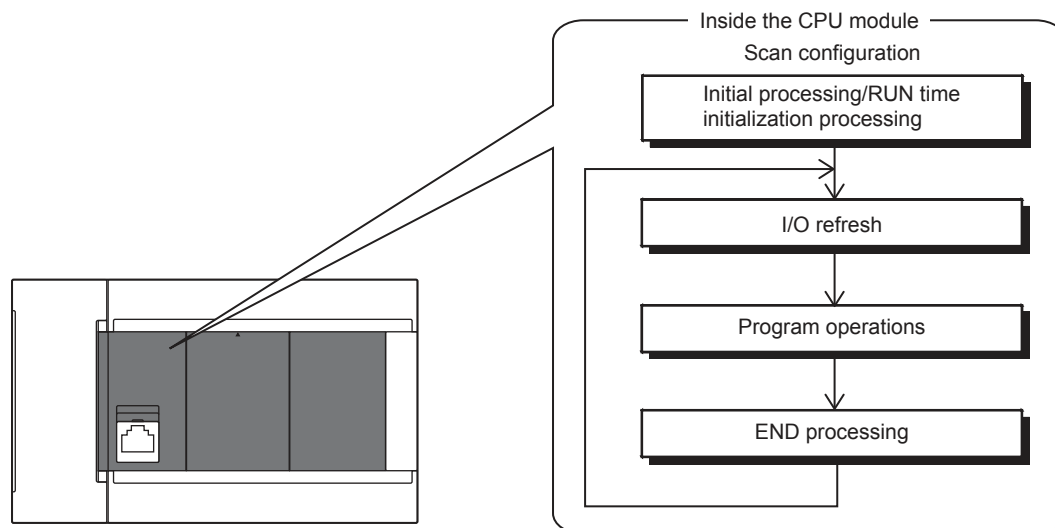 Inside the CPU module
Scan configuration
Initial processing/RUN time
initialization processing
I/O refresh
Program operations
END processing